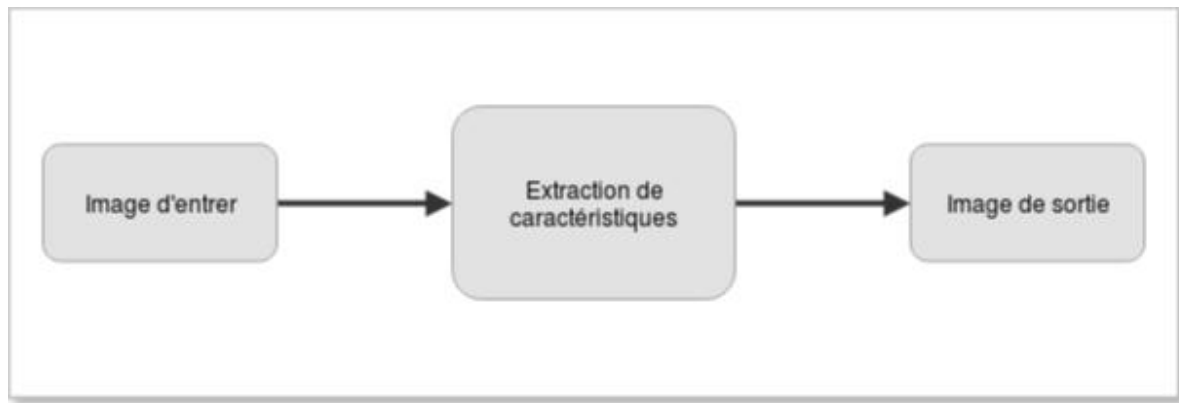 Image d'entrer
Extraction de
caractéristiques
Image de sortie